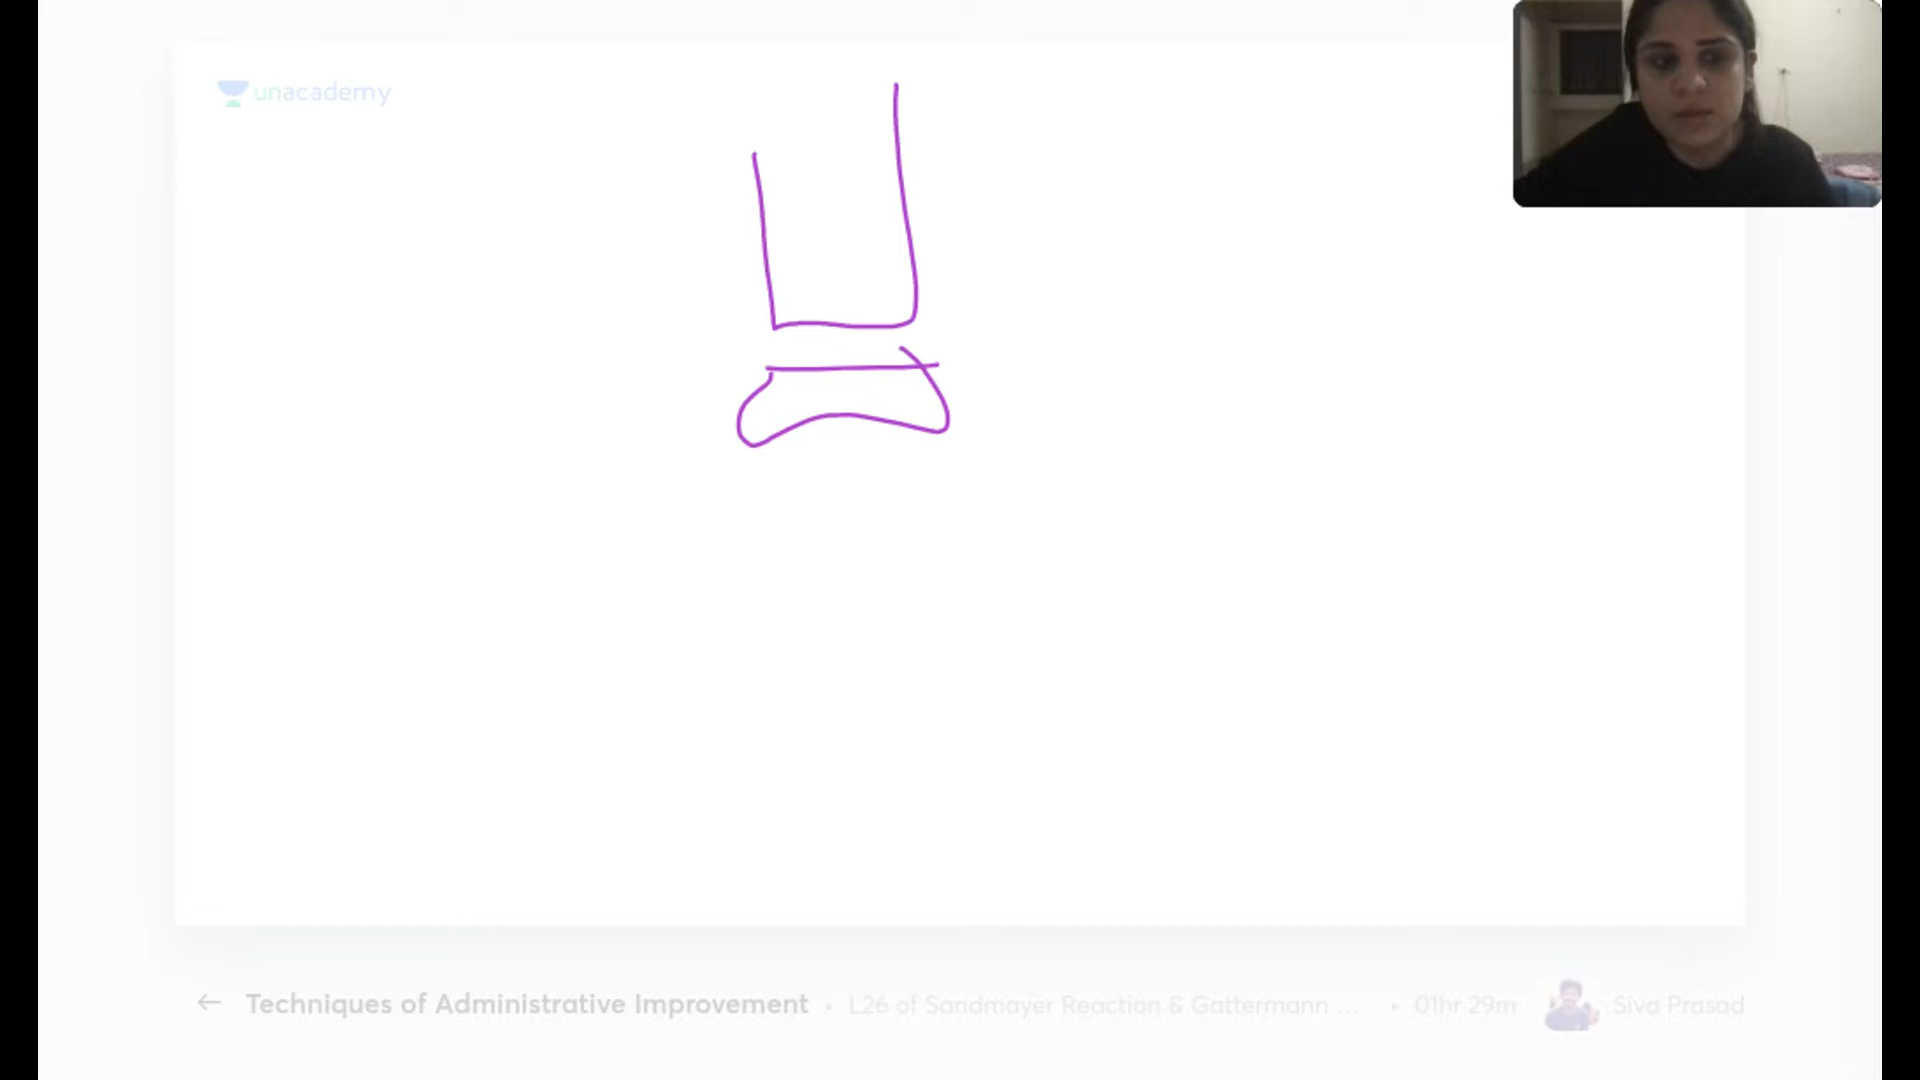 unacademy
Techniques of Administrative Improvement • L26 of Sandmayer Reaction & Gattermann ... • 01hr 29m Siva Prasad